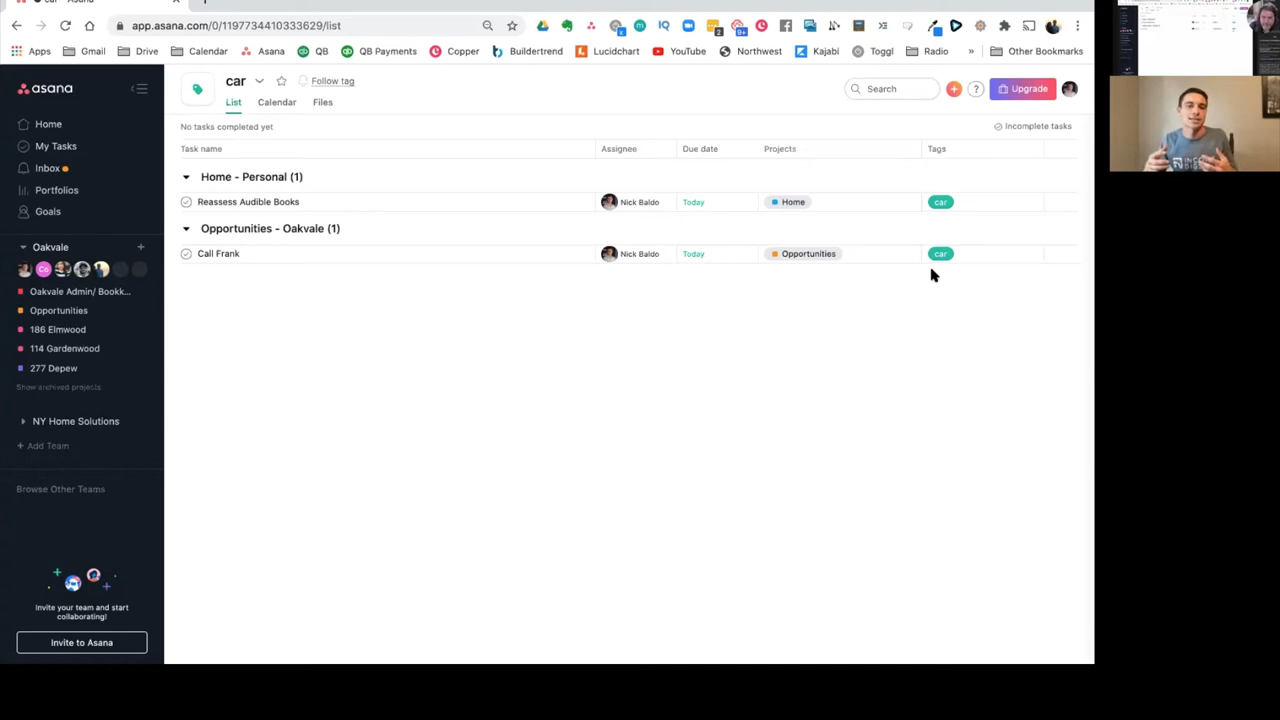 car - Asana
app.asana.com/0/1197734103333629/list
Apps Gmail Drive Calendar Asana QB QB Payments Copper Buildertrend Lucidchart YouTube Northwest Kajabi Toggl Radio » Other Bookmarks
asana
Home
My Tasks
Inbox
Portfolios
Goals
Oakvale +
Co
Oakvale Admin/ Bookk...
Opportunities
186 Elmwood
114 Gardenwood
277 Depew
Show archived projects
NY Home Solutions
+ Add Team
Browse Other Teams
Invite your team and start
collaborating!
Invite to Asana
car
Follow tag
List Calendar Files
Search
+ ? Upgrade
No tasks completed yet
Incomplete tasks
Task name Assignee Due date Projects Tags
Home - Personal (1)
Reassess Audible Books Nick Baldo Today Home car
Opportunities - Oakvale (1)
Call Frank Nick Baldo Today Opportunities car